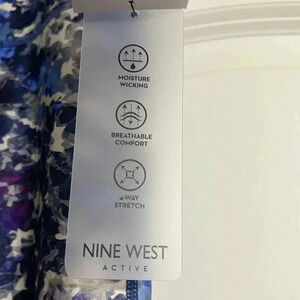 MOISTURE
WICKING
BREATHABLE
COMFORT
4-WAY
STRETCH
NINE WEST
ACTIVE